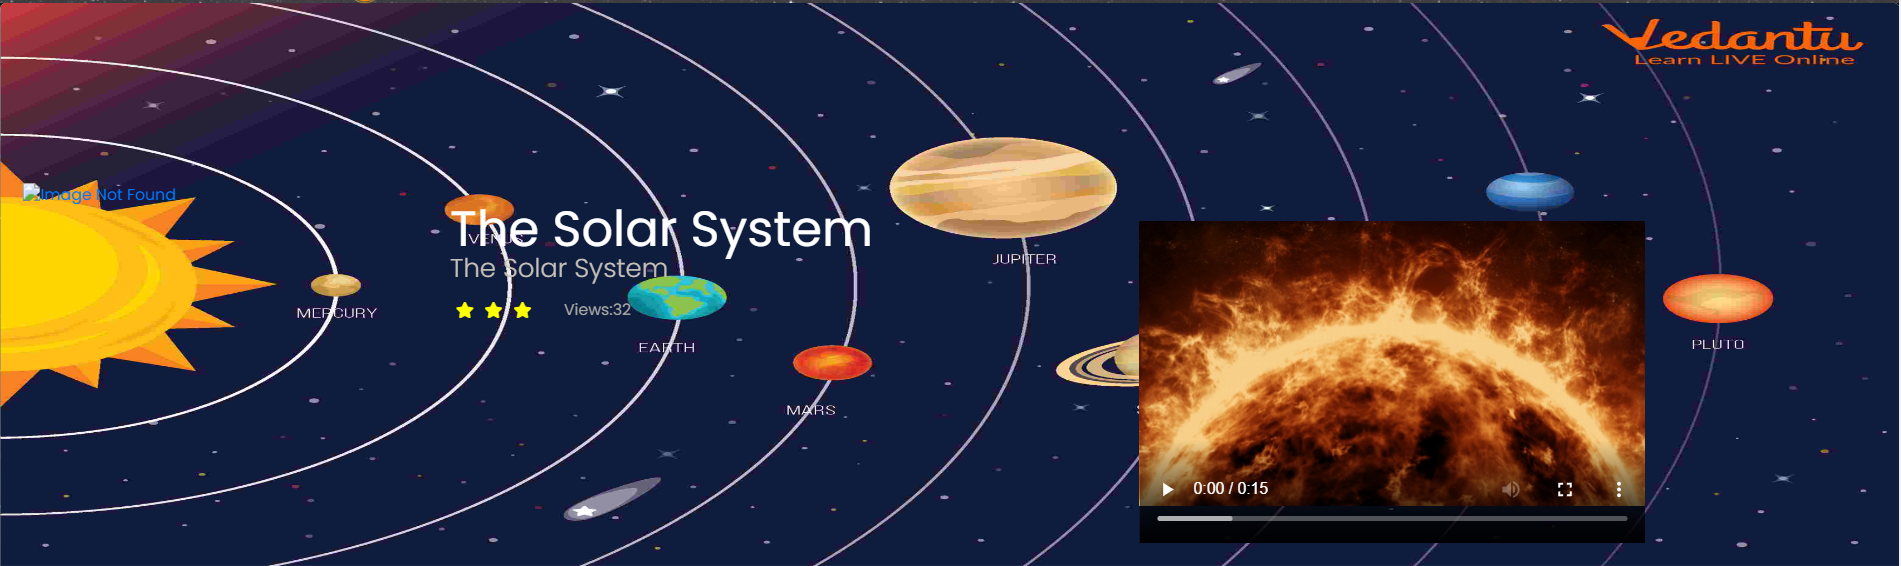 Vedantu
Learn LIVE Online
Image Not Found
The Solar System
VENUS
The Solar System
JUPITER
MERCURY
Views:32
EARTH
PLUTO
MARS
0:00 / 0:15